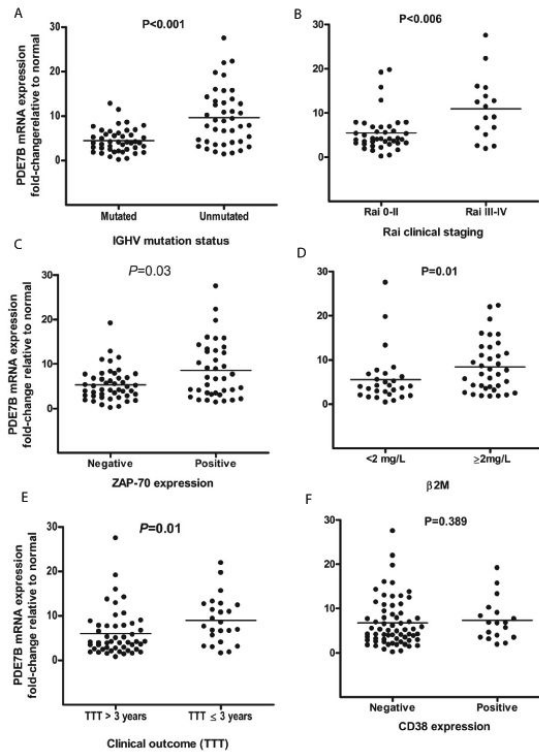 A
P<0.001
PDE7B mRNA expression
fold-changerelative to normal
30
20
10
0
Mutated
Unmutated
IGHV mutation status
B
P<0.006
30
20
10
0
Rai 0-II
Rai III-IV
Rai clinical staging
C
P=0.03
PDE7B mRNA expression
fold-change relative to normal
30
20
10
0
Negative
Positive
ZAP-70 expression
D
P=0.01
30
20
10
0
<2 mg/L
≥2mg/L
β2M
E
P=0.01
PDE7B mRNA expression
fold-change relative to normal
30
20
10
0
TTT > 3 years
TTT ≤ 3 years
Clinical outcome (TTT)
F
P=0.389
30
20
10
0
Negative
Positive
CD38 expression